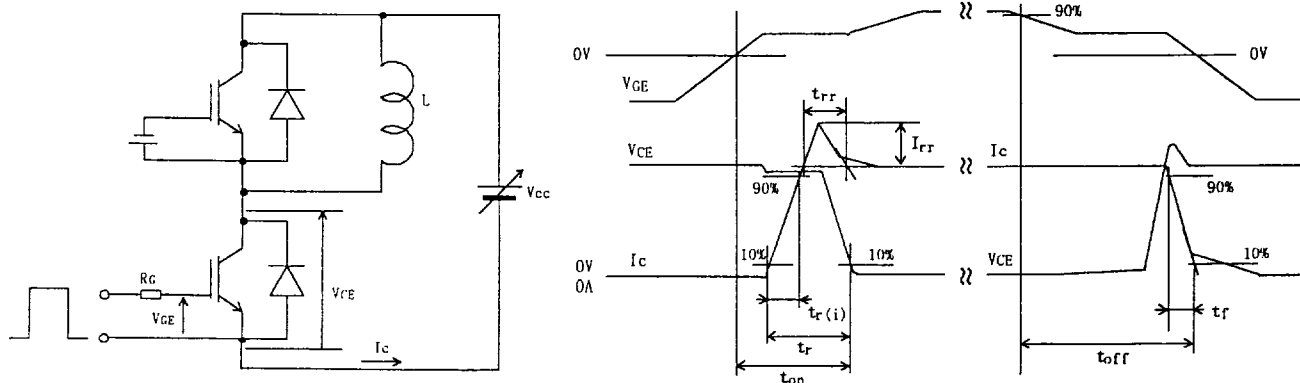 L
Vcc
RG
VGE
VCE
Ic
0V
VGE
90%
0V
trr
Irr
VCE
Ic
90%
90%
10%
10%
0V
0A
Ic
VCE
10%
tr(i)
tr
ton
tf
toff